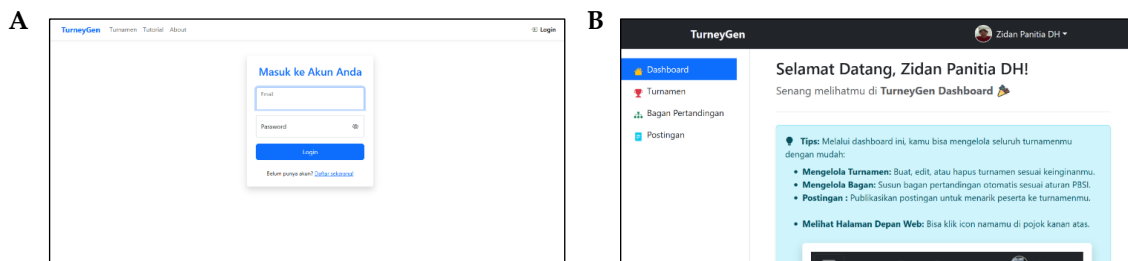 A
TurneyGen Turnamen Tutorial About Login
Masuk ke Akun Anda
Email
Password
Login
Belum punya akun? Daftar sekarang!
B
TurneyGen Zidan Panitia DH
Dashboard
Turnamen
Bagan Pertandingan
Postingan
Selamat Datang, Zidan Panitia DH!
Senang melihatmu di TurneyGen Dashboard
Tips: Melalui dashboard ini, kamu bisa mengelola seluruh turnamenmu
dengan mudah:
• Mengelola Turnamen: Buat, edit, atau hapus turnamen sesuai keinginanmu.
• Mengelola Bagan: Susun bagan pertandingan otomatis sesuai aturan PBSI.
• Postingan : Publikasikan postingan untuk menarik peserta ke turnamenmu.
• Melihat Halaman Depan Web: Bisa klik icon namamu di pojok kanan atas.